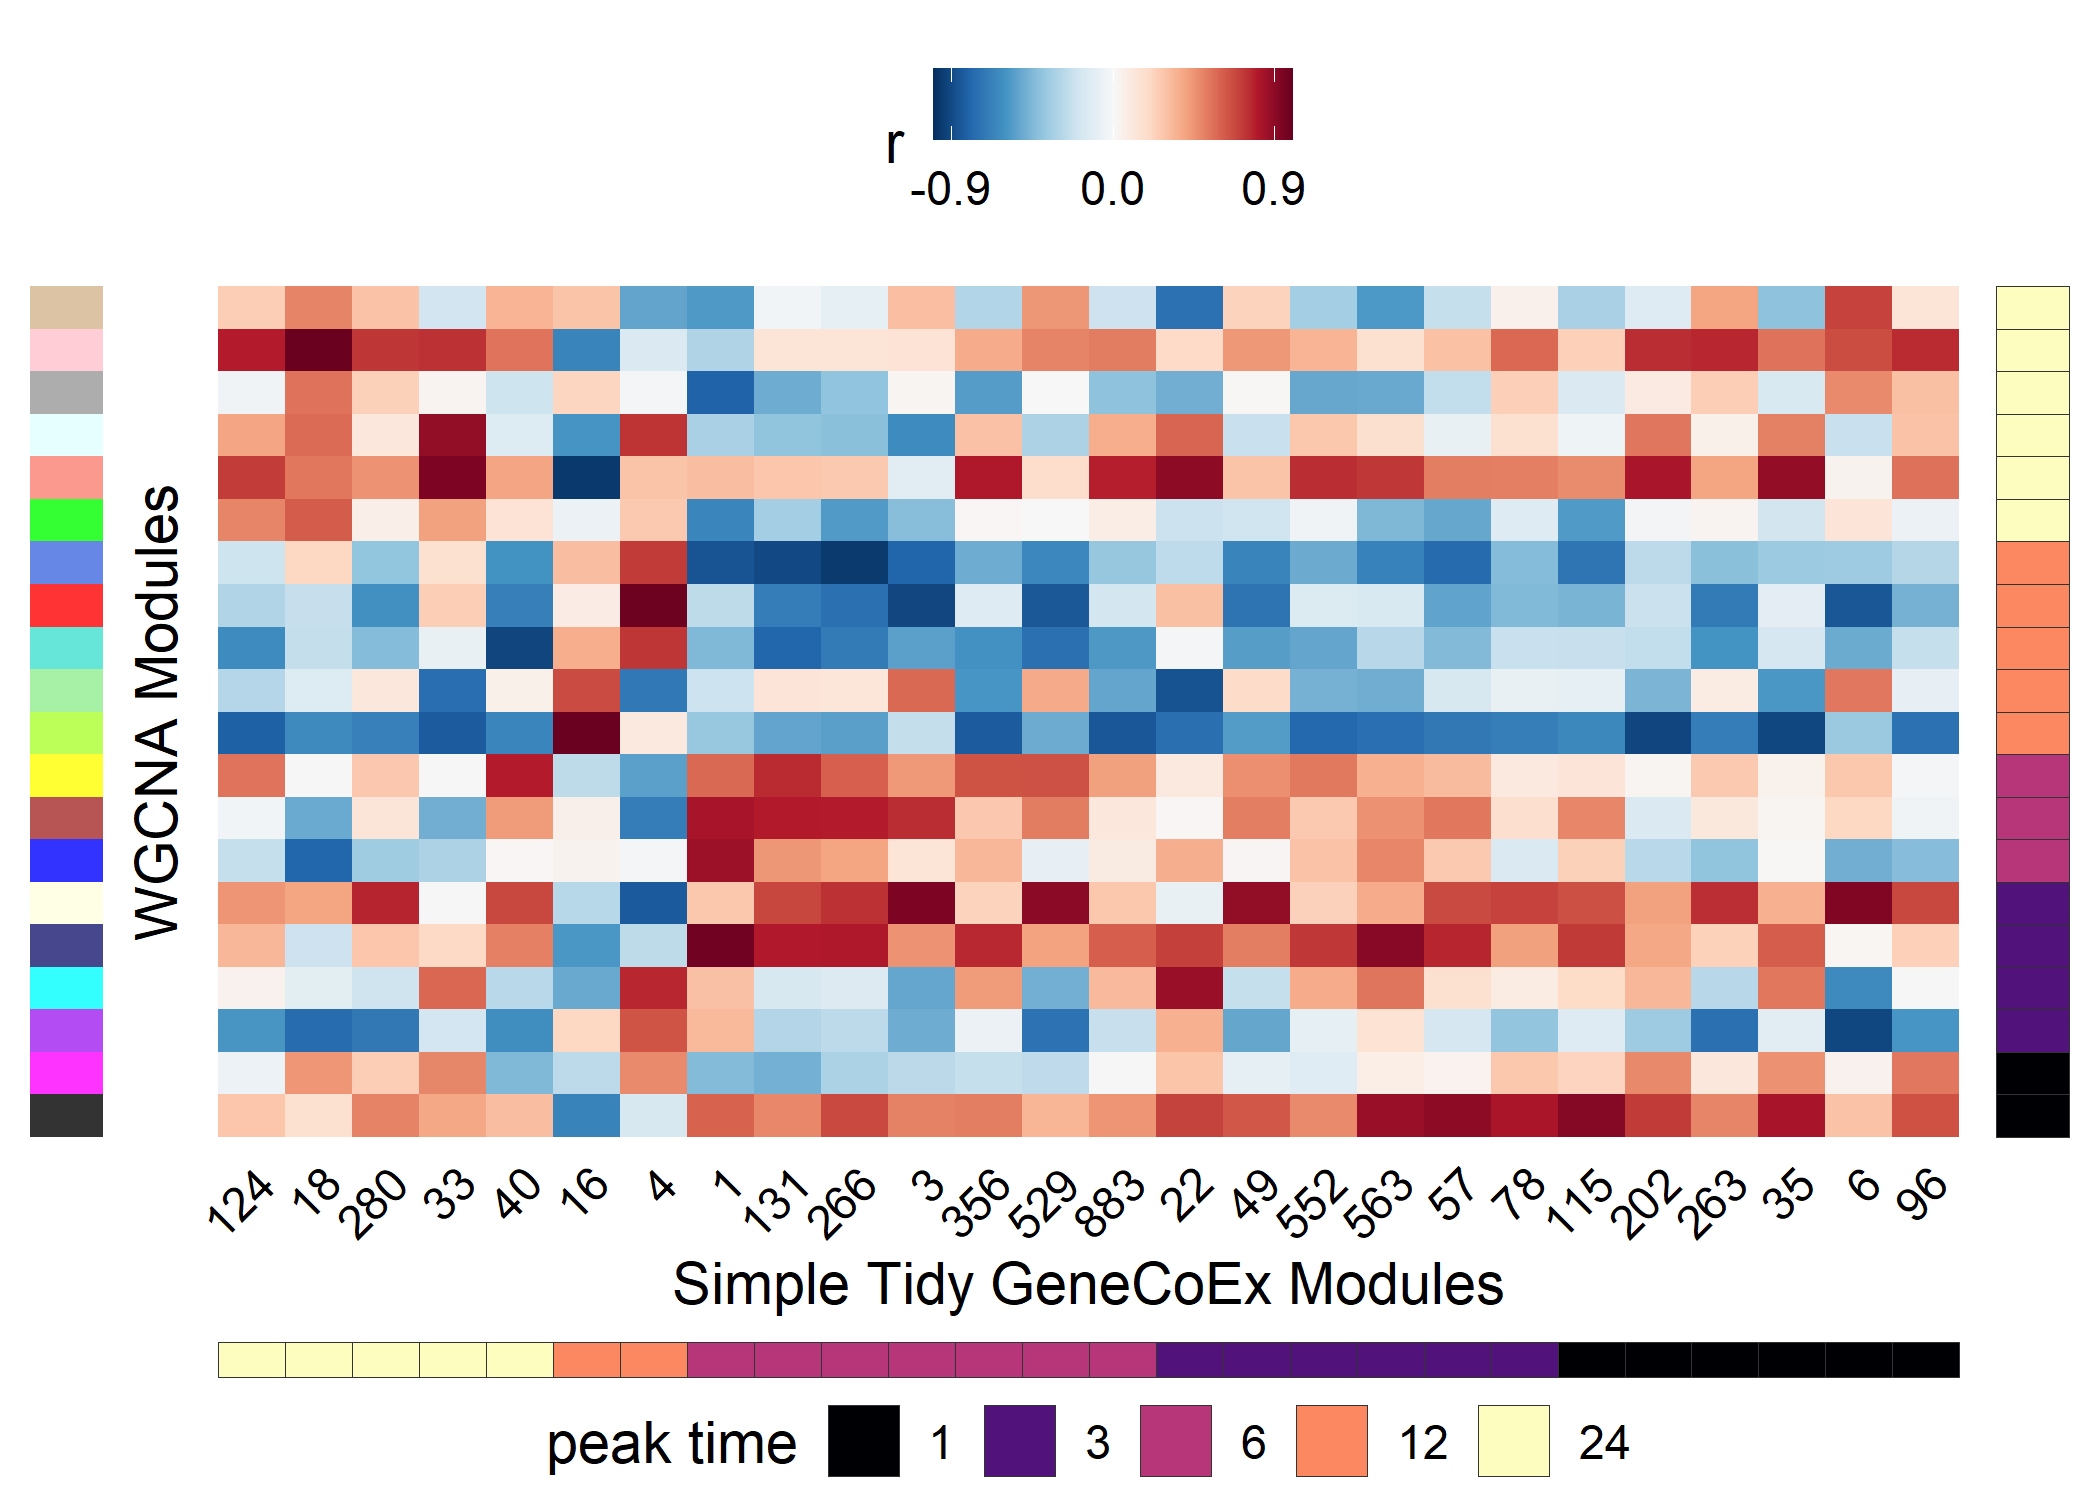 r
-0.9 0.0 0.9
WGCNA Modules
124 18 280 33 40 16 4 1 131 266 3 356 529 883 22 49 552 563 57 78 115 202 263 35 6 96
Simple Tidy GeneCoEx Modules
peak time 1 3 6 12 24